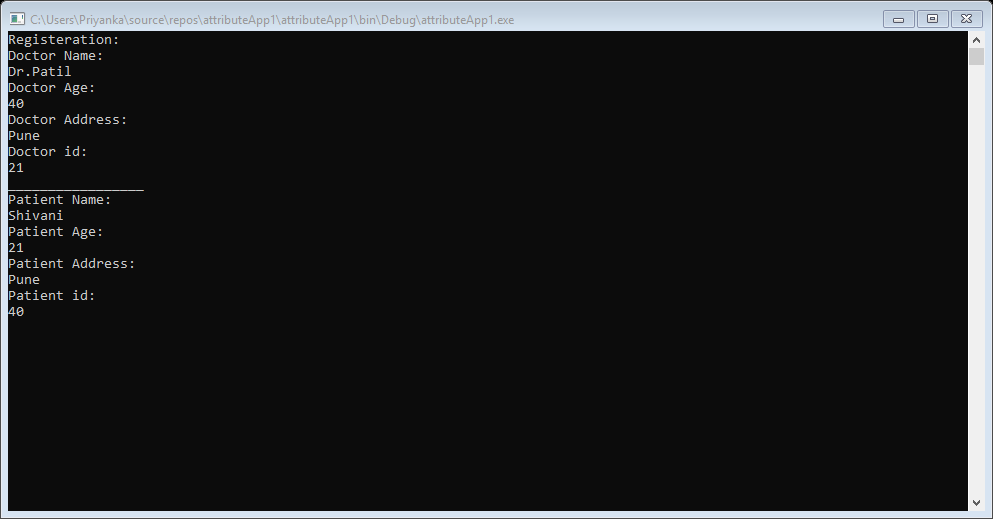 C:\Users\Priyanka\source\repos\attributeApp1\attributeApp1\bin\Debug\attributeApp1.exe
Registeration:
Doctor Name:
Dr.Patil
Doctor Age:
40
Doctor Address:
Pune
Doctor id:
21
_________________
Patient Name:
Shivani
Patient Age:
21
Patient Address:
Pune
Patient id:
40